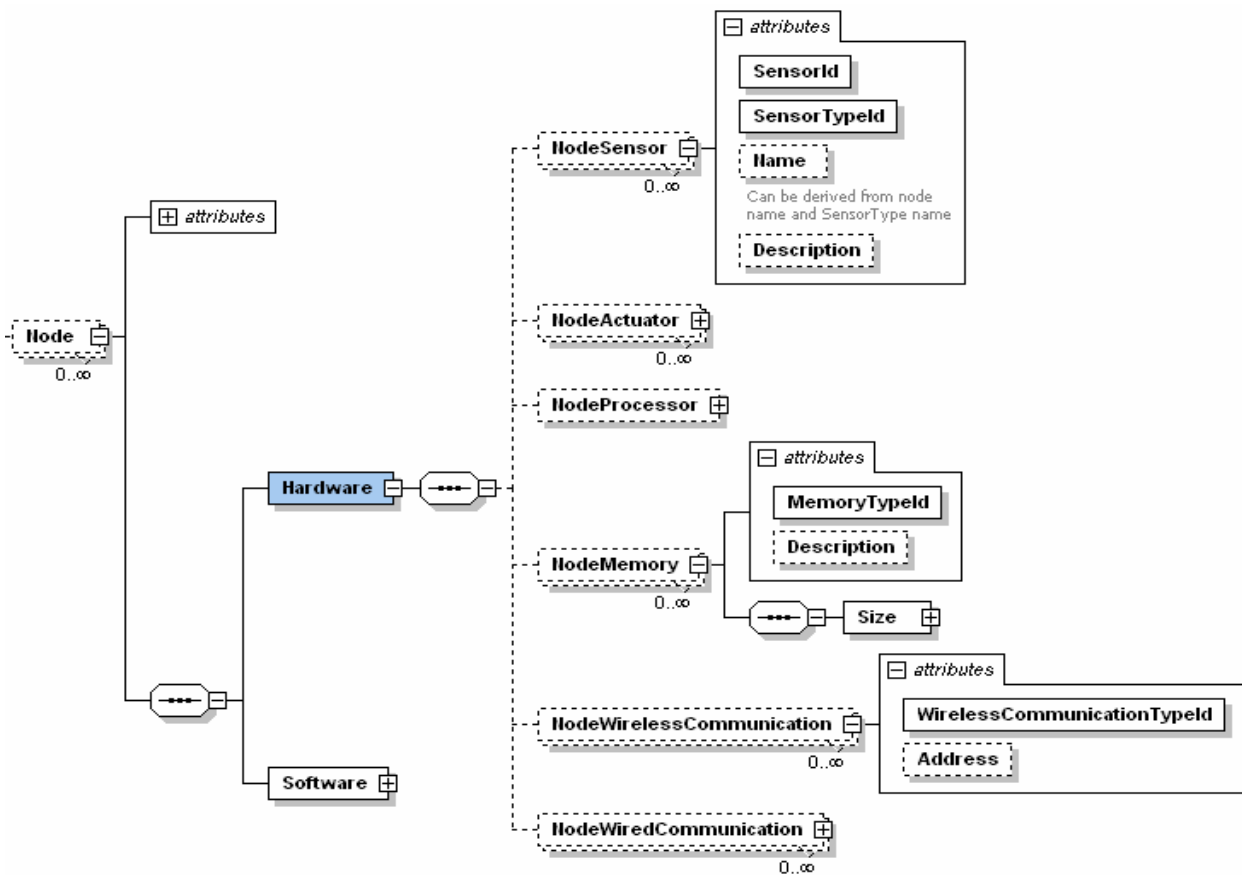 attributes
SensorId
SensorTypeId
Name
Can be derived from node
name and SensorType name
Description
NodeSensor
0..∞
attributes
Node
0..∞
NodeActuator
0..∞
NodeProcessor
Hardware
attributes
MemoryTypeId
Description
NodeMemory
0..∞
Size
attributes
WirelessCommunicationTypeId
Address
NodeWirelessCommunication
0..∞
Software
NodeWiredCommunication
0..∞